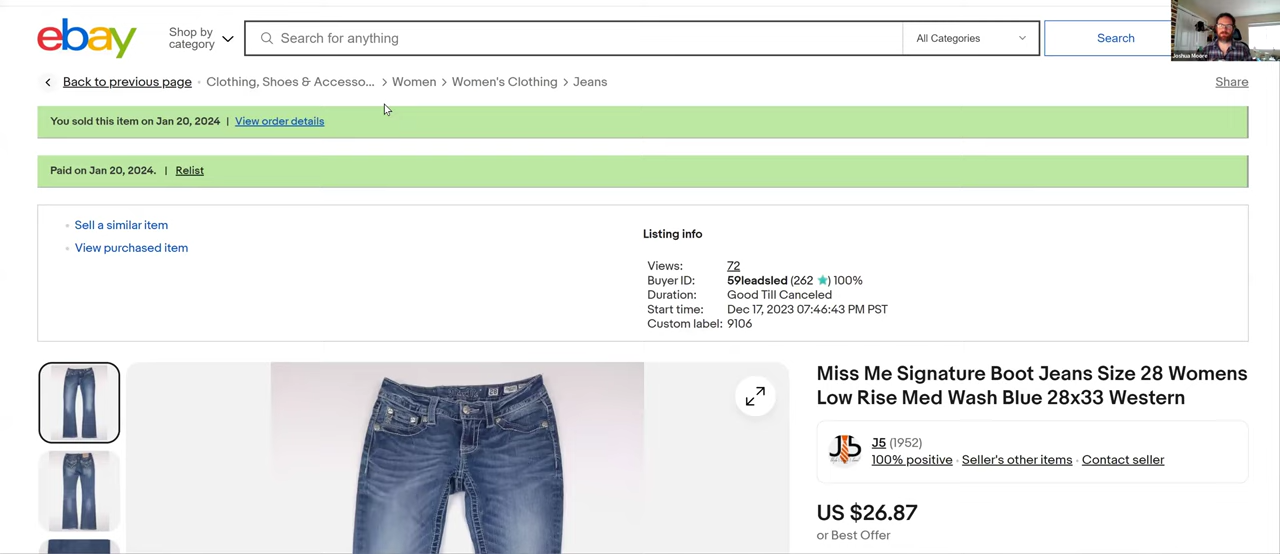 ebay
Shop by
category
Search for anything
All Categories
Search
Joshua Moore
Back to previous page
Clothing, Shoes & Accesso...
Women
Women's Clothing
Jeans
Share
You sold this item on Jan 20, 2024 | View order details
Paid on Jan 20, 2024. | Relist
Sell a similar item
View purchased item
Listing info
Views: 72
Buyer ID: 59leadsled (262 ) 100%
Duration: Good Till Canceled
Start time: Dec 17, 2023 07:46:43 PM PST
Custom label: 9106
Miss Me Signature Boot Jeans Size 28 Womens
Low Rise Med Wash Blue 28x33 Western
J5
J5 (1952)
100% positive · Seller's other items · Contact seller
US $26.87
or Best Offer